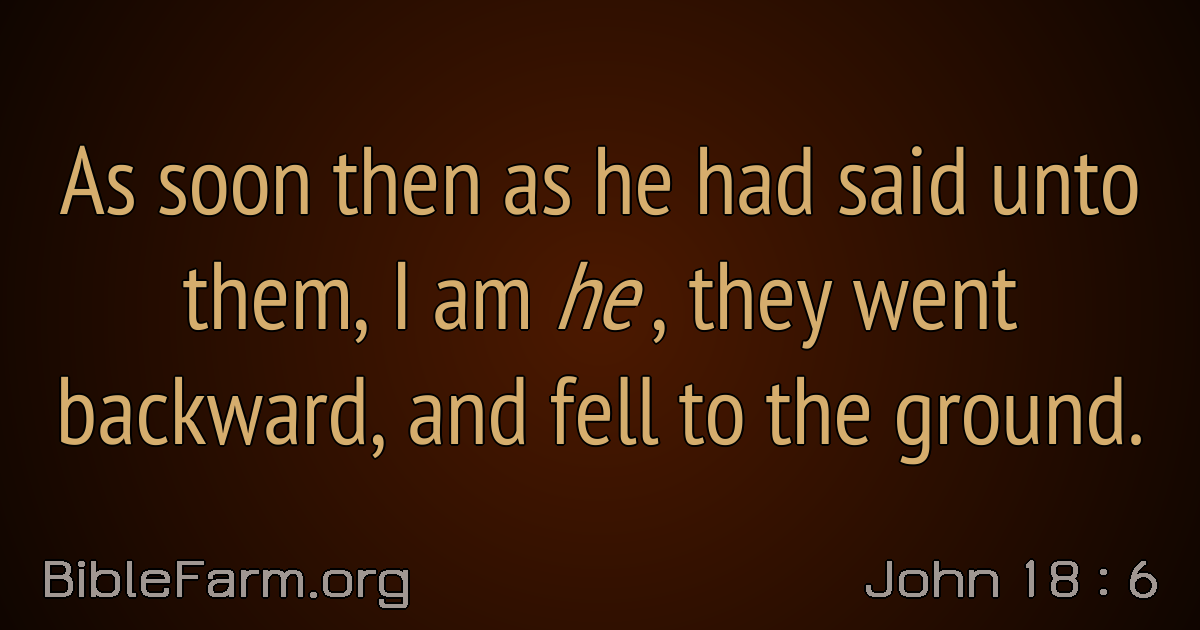 As soon then as he had said unto
them, I am he, they went
backward, and fell to the ground.
BibleFarm.org
John 18 : 6